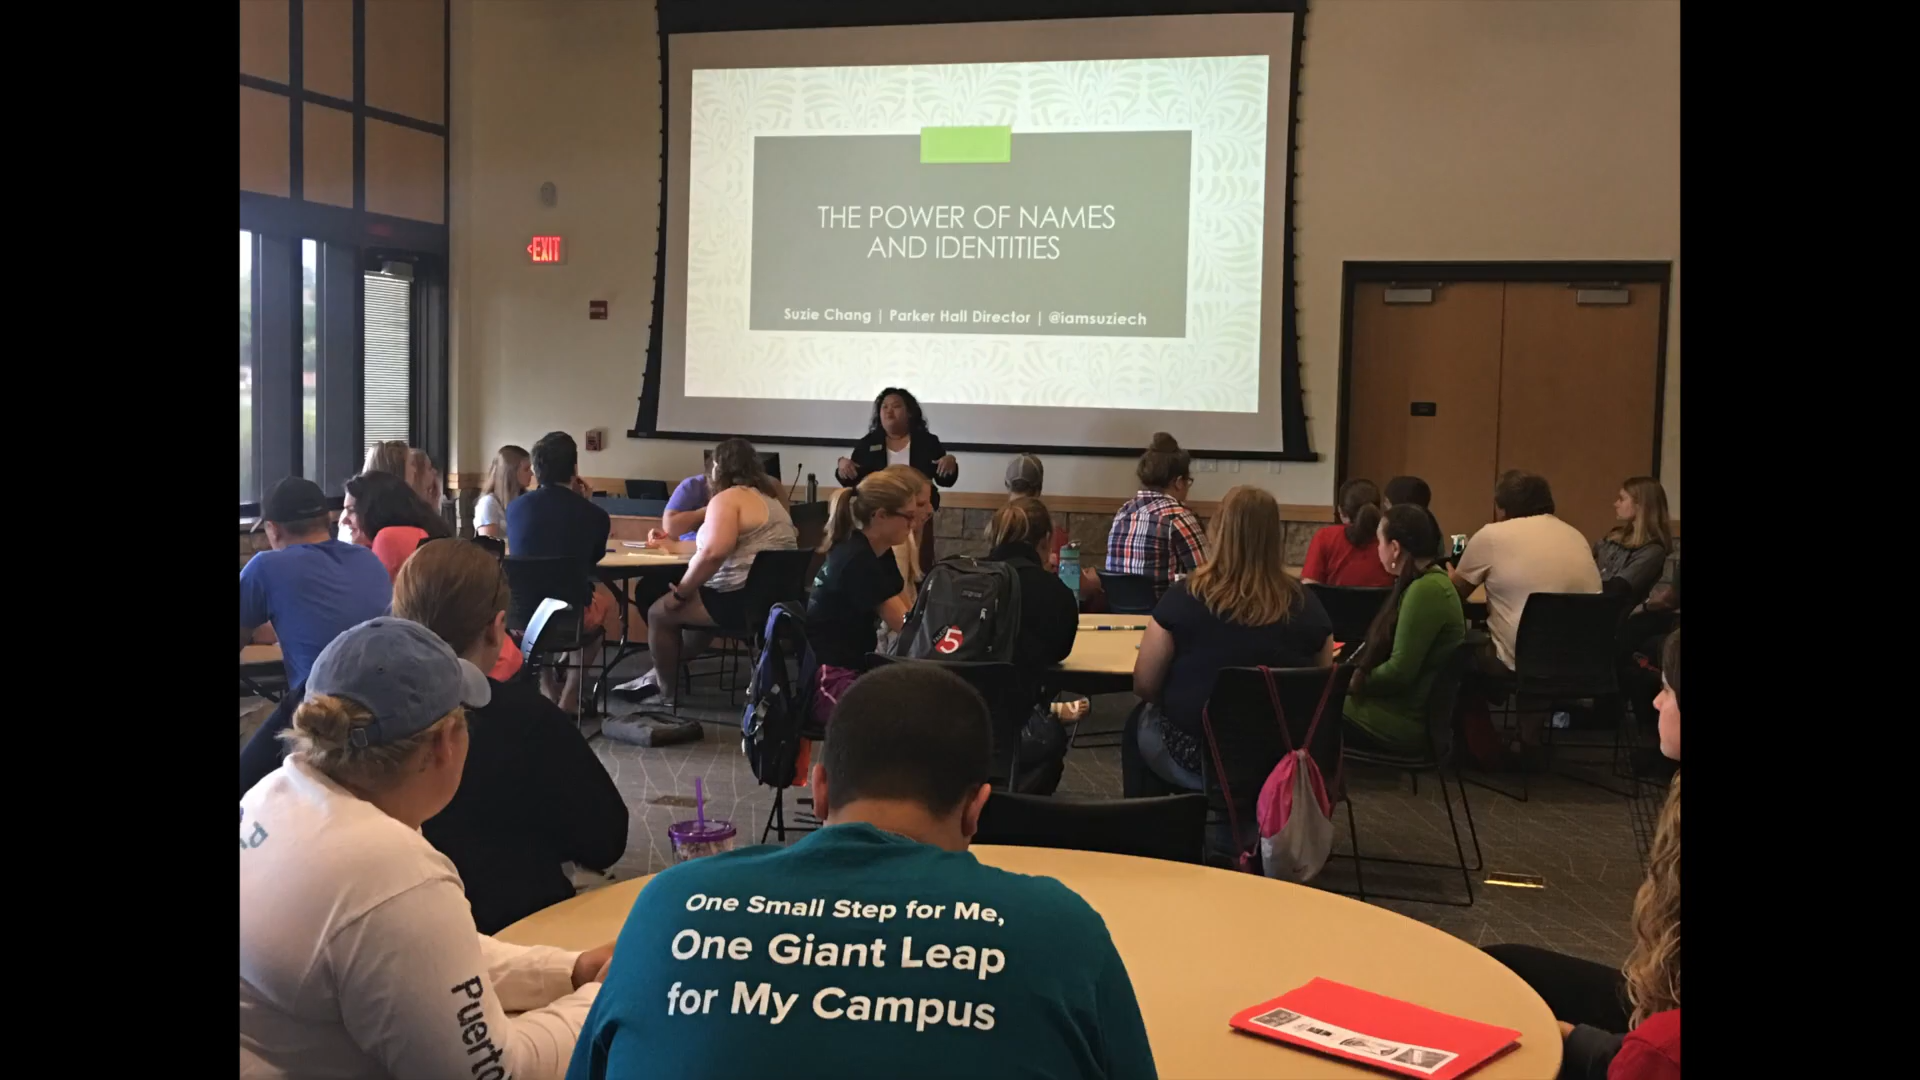 THE POWER OF NAMES
AND IDENTITIES
Suzie Chang | Parker Hall Director | @iamsuziech
EXIT
5
One Small Step for Me,
One Giant Leap
for My Campus
Puerto